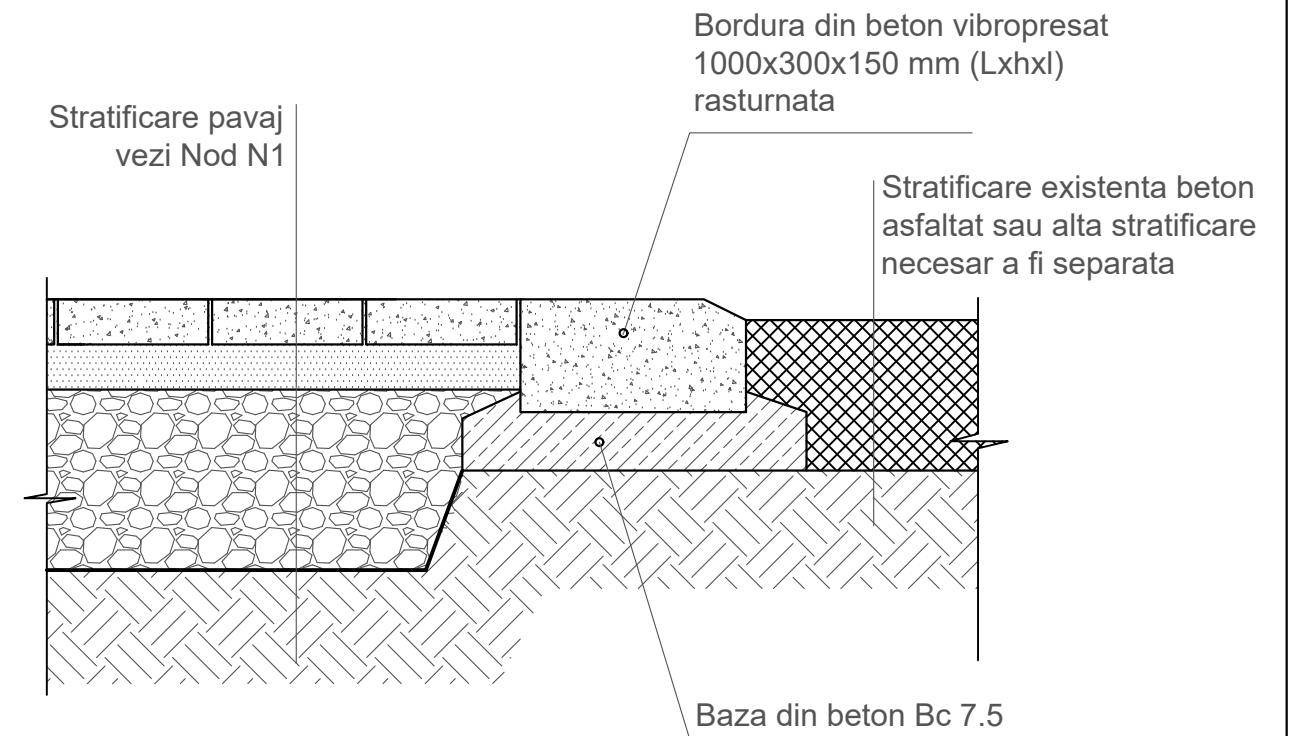 Bordura din beton vibropresat
1000x300x150 mm (Lxhxl)
rasturnata
Stratificare pavaj
vezi Nod N1
Stratificare existenta beton
asfaltat sau alta stratificare
necesar a fi separata
Baza din beton Bc 7.5